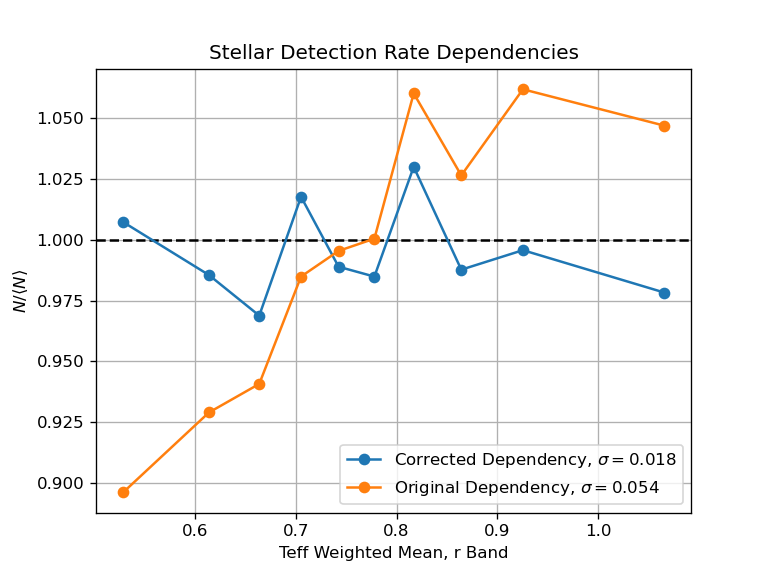 Stellar Detection Rate Dependencies
N/⟨N⟩
1.050
1.025
1.000
0.975
0.950
0.925
0.900
Corrected Dependency, σ = 0.018
Original Dependency, σ = 0.054
0.6 0.7 0.8 0.9 1.0
Teff Weighted Mean, r Band